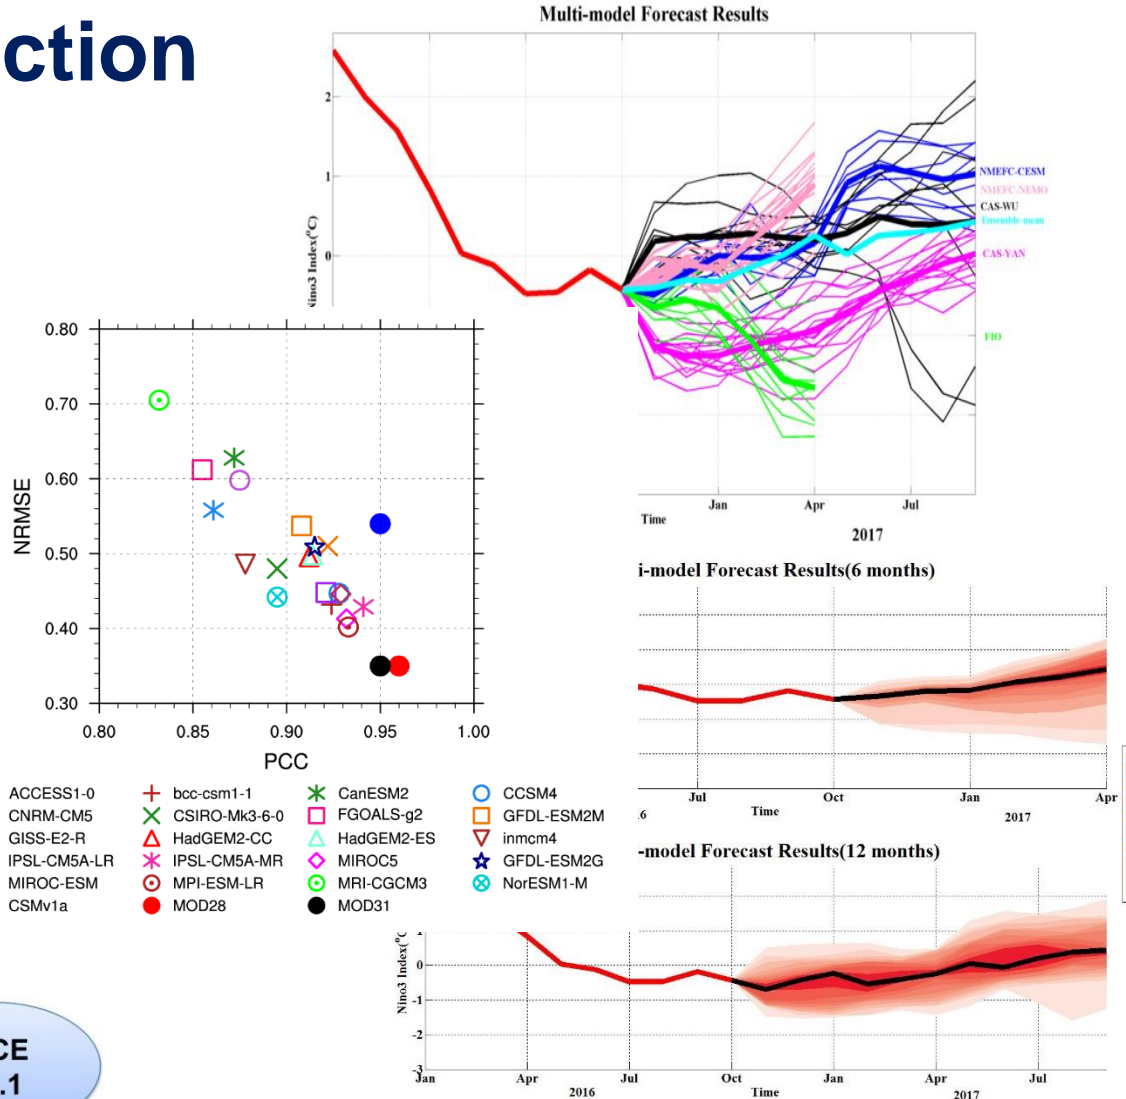 ction
Multi-model Forecast Results
2
1
0
Nino3 Index(°C)
NMEFC-CESM
NMEFC-NEMO
CAS-WU
Ensemble-mean
CAS-YAN
FIO
Jan
Apr
Jul
Time
2017
0.80
0.70
0.60
0.50
0.40
0.30
NRMSE
0.80
0.85
0.90
0.95
1.00
PCC
ACCESS1-0
bcc-csm1-1
CanESM2
CCSM4
CNRM-CM5
CSIRO-Mk3-6-0
FGOALS-g2
GFDL-ESM2M
GISS-E2-R
HadGEM2-CC
HadGEM2-ES
inmcm4
IPSL-CM5A-LR
IPSL-CM5A-MR
MIROC5
GFDL-ESM2G
MIROC-ESM
MPI-ESM-LR
MRI-CGCM3
NorESM1-M
CSMv1a
MOD28
MOD31
i-model Forecast Results(6 months)
Jul
Oct
Jan
Apr
6
Time
2017
-model Forecast Results(12 months)
Nino3 Index(°C
1
0
-1
-2
-3
Jan
Apr
Jul
Oct
Jan
Apr
Jul
2016
Time
2017
CE
.1